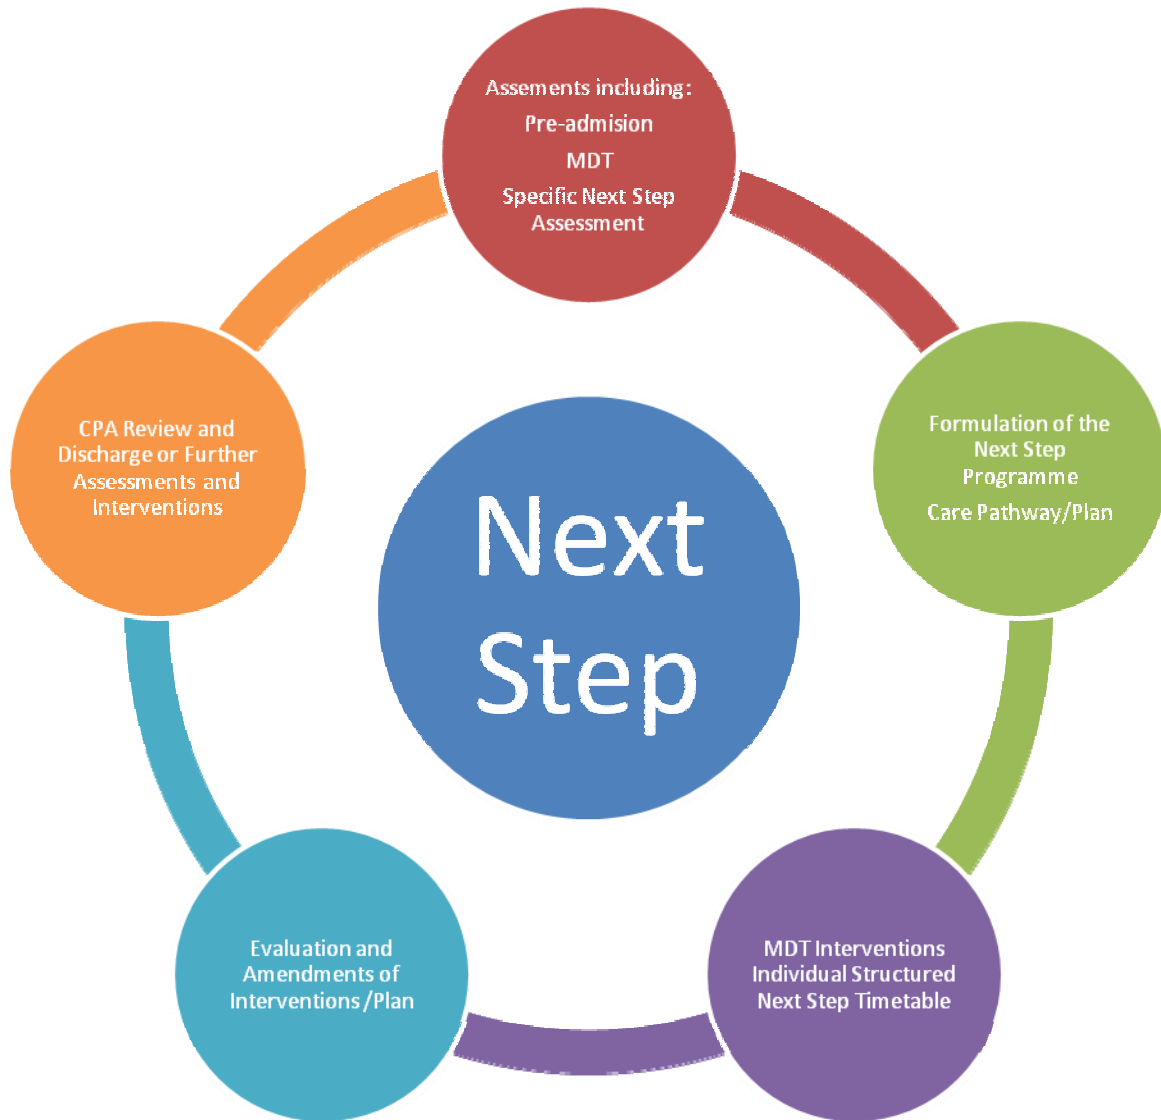 Assements including:
Pre-admision
MDT
Specific Next Step
Assessment
Formulation of the
Next Step
Programme
Care Pathway/Plan
MDT Interventions
Individual Structured
Next Step Timetable
Evaluation and
Amendments of
Interventions /Plan
CPA Review and
Discharge or Further
Assessments and
Interventions
Next
Step